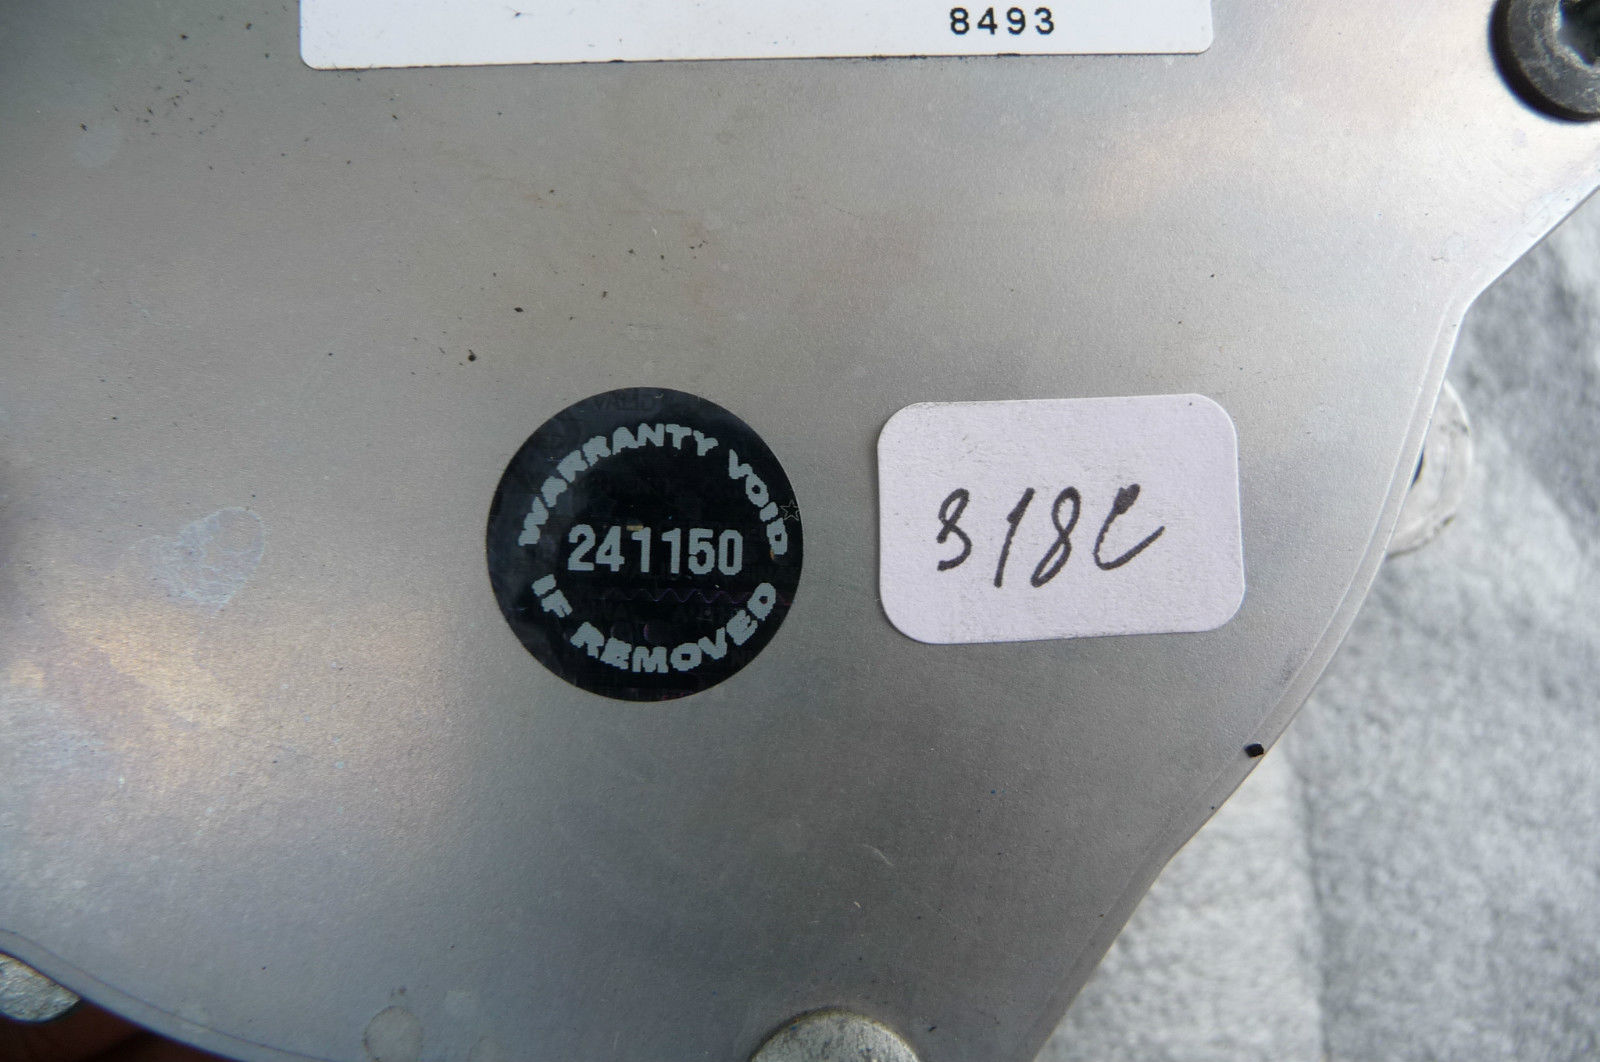 8493
WARRANTY VOID
241150
IF REMOVED
318C